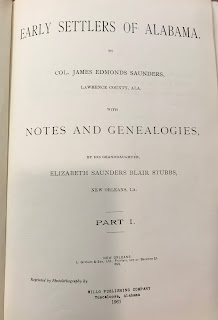 EARLY SETTLERS OF ALABAMA.
BY
COL. JAMES EDMONDS SAUNDERS,
LAWRENCE COUNTY, ALA.
WITH
NOTES AND GENEALOGIES,
BY HIS GRANDDAUGHTER,
ELIZABETH SAUNDERS BLAIR STUBBS,
NEW ORLEANS, LA.
PART I.
NEW ORLEANS:
Reprinted by Photolithography By
WILLO PUBLISHING COMPANY
Tuscaloosa, Alabama